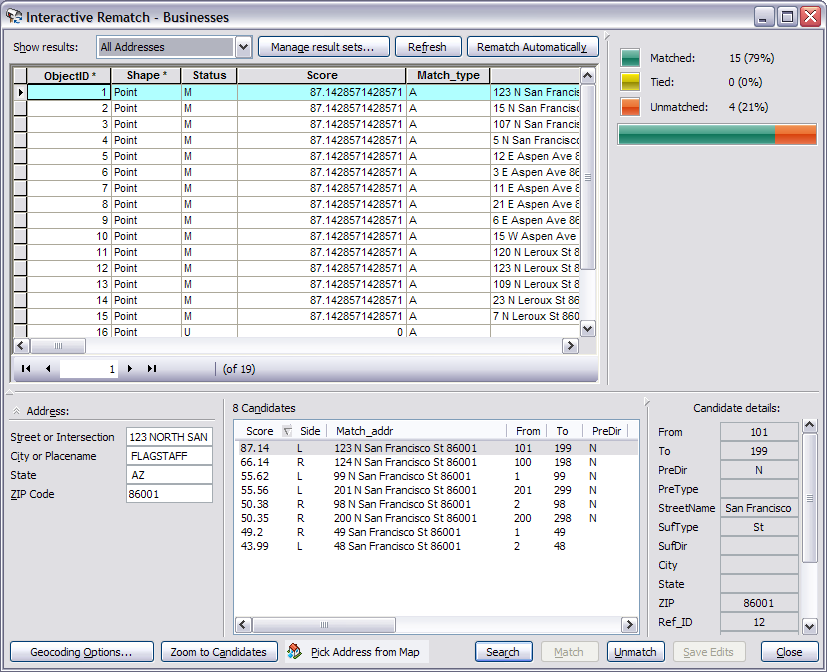 Interactive Rematch - Businesses
Show results: All Addresses Manage result sets... Refresh Rematch Automatically
Matched: 15 (79%)
Tied: 0 (0%)
Unmatched: 4 (21%)
ObjectID * Shape * Status Score Match_type
1 Point M 87.1428571428571 A 123 N San Francis
2 Point M 87.1428571428571 A 15 N San Francisc
3 Point M 87.1428571428571 A 107 N San Francis
4 Point M 87.1428571428571 A 5 N San Francisco
5 Point M 87.1428571428571 A 12 E Aspen Ave 8
6 Point M 87.1428571428571 A 3 E Aspen Ave 86
7 Point M 87.1428571428571 A 11 E Aspen Ave 8
8 Point M 87.1428571428571 A 21 E Aspen Ave 8
9 Point M 87.1428571428571 A 6 E Aspen Ave 86
10 Point M 87.1428571428571 A 15 W Aspen Ave
11 Point M 87.1428571428571 A 120 N Leroux St 8
12 Point M 87.1428571428571 A 123 N Leroux St 8
13 Point M 87.1428571428571 A 109 N Leroux St 8
14 Point M 87.1428571428571 A 23 N Leroux St 86
15 Point M 87.1428571428571 A 7 N Leroux St 860
16 Point U 0 A
1 (of 19)
Address:
Street or Intersection 123 NORTH SAN
City or Placename FLAGSTAFF
State AZ
ZIP Code 86001
8 Candidates
Score Side Match_addr From To PreDir
87.14 L 123 N San Francisco St 86001 101 199 N
66.14 R 124 N San Francisco St 86001 100 198 N
55.62 L 99 N San Francisco St 86001 1 99 N
55.56 L 201 N San Francisco St 86001 201 299 N
50.38 R 98 N San Francisco St 86001 2 98 N
50.35 R 200 N San Francisco St 86001 200 298 N
49.2 R 49 San Francisco St 86001 1 49
43.99 L 48 San Francisco St 86001 2 48
Candidate details:
From 101
To 199
PreDir N
PreType
StreetName San Francisco
SufType St
SufDir
City
State
ZIP 86001
Ref_ID 12
Geocoding Options... Zoom to Candidates Pick Address from Map Search Match Unmatch Save Edits Close